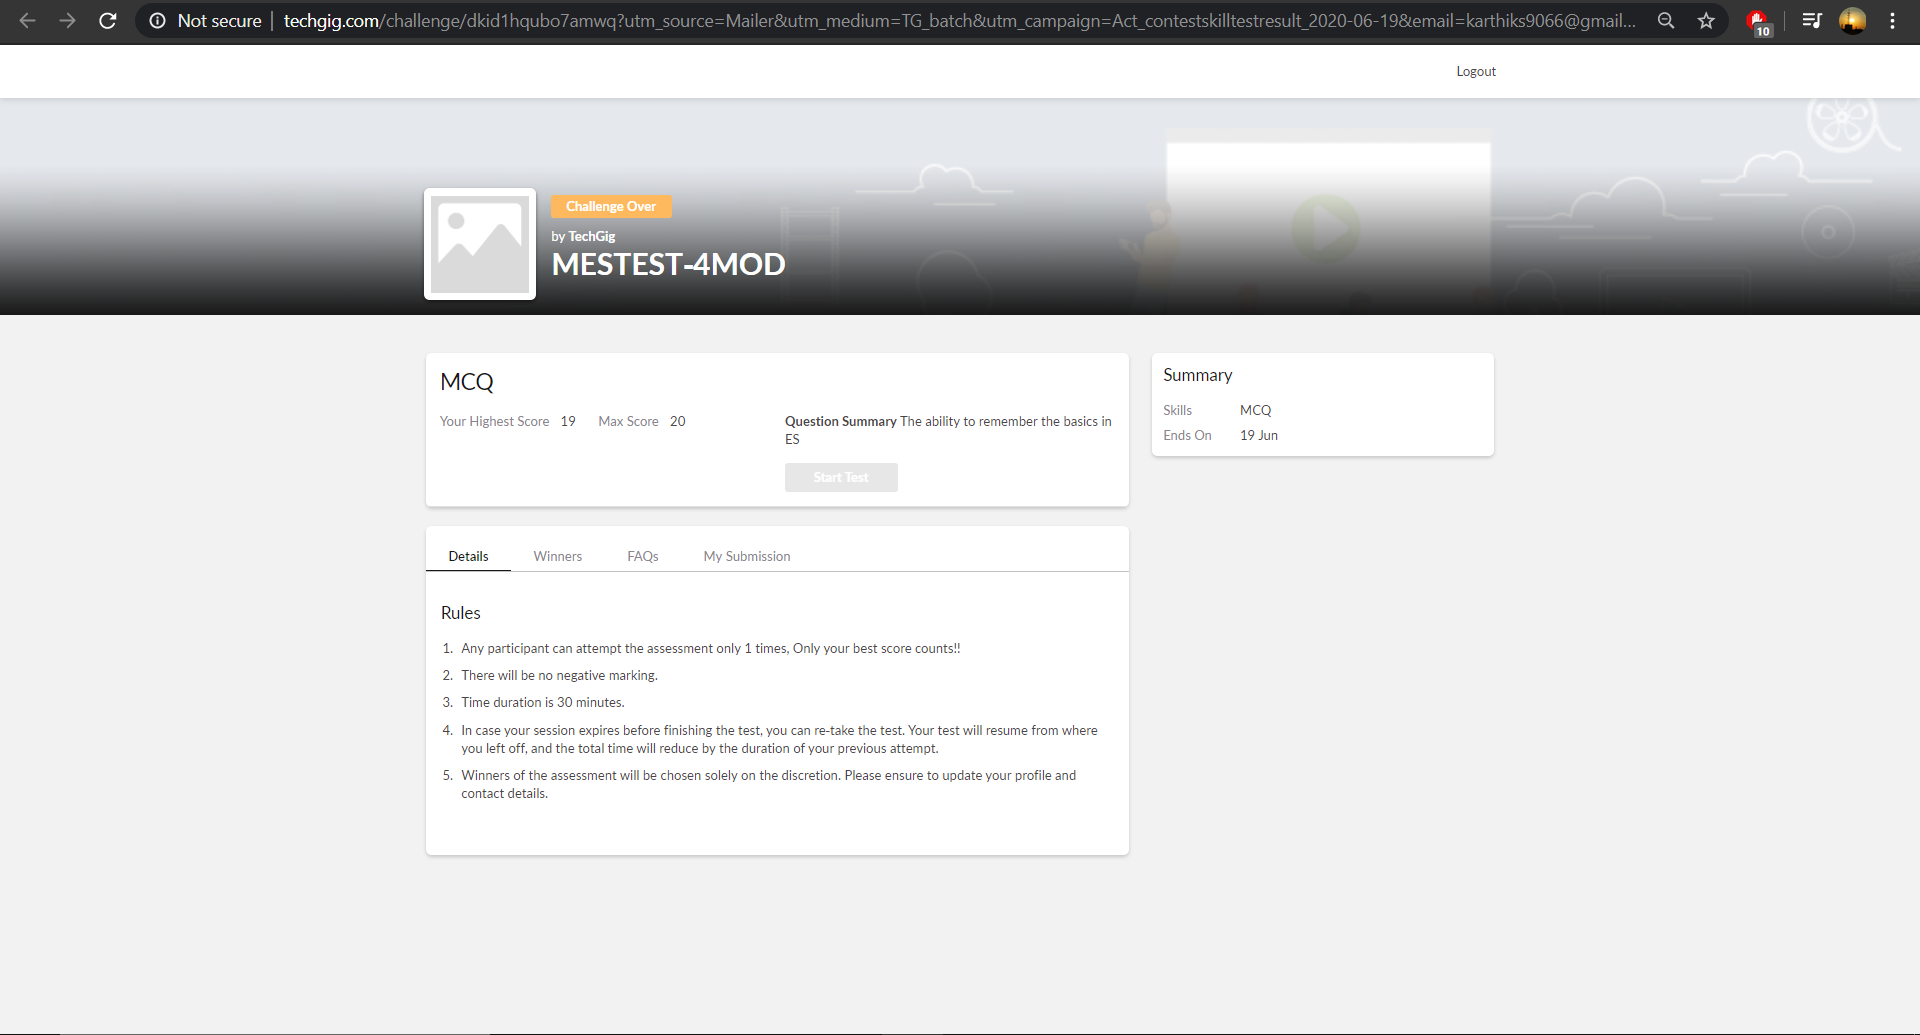 Not secure
techgig.com/challenge/dkid1hqubo7amwq?utm_source=Mailer&utm_medium=TG_batch&utm_campaign=Act_contestskilltestresult_2020-06-19&email=karthiks9066@gmail...
10
Logout
Challenge Over
by TechGig
MESTEST-4MOD
MCQ
Your Highest Score 19 Max Score 20
Question Summary The ability to remember the basics in
ES
Start Test
Summary
Skills MCQ
Ends On 19 Jun
Details Winners FAQs My Submission
Rules
1. Any participant can attempt the assessment only 1 times, Only your best score counts!!
2. There will be no negative marking.
3. Time duration is 30 minutes.
4. In case your session expires before finishing the test, you can re-take the test. Your test will resume from where
you left off, and the total time will reduce by the duration of your previous attempt.
5. Winners of the assessment will be chosen solely on the discretion. Please ensure to update your profile and
contact details.